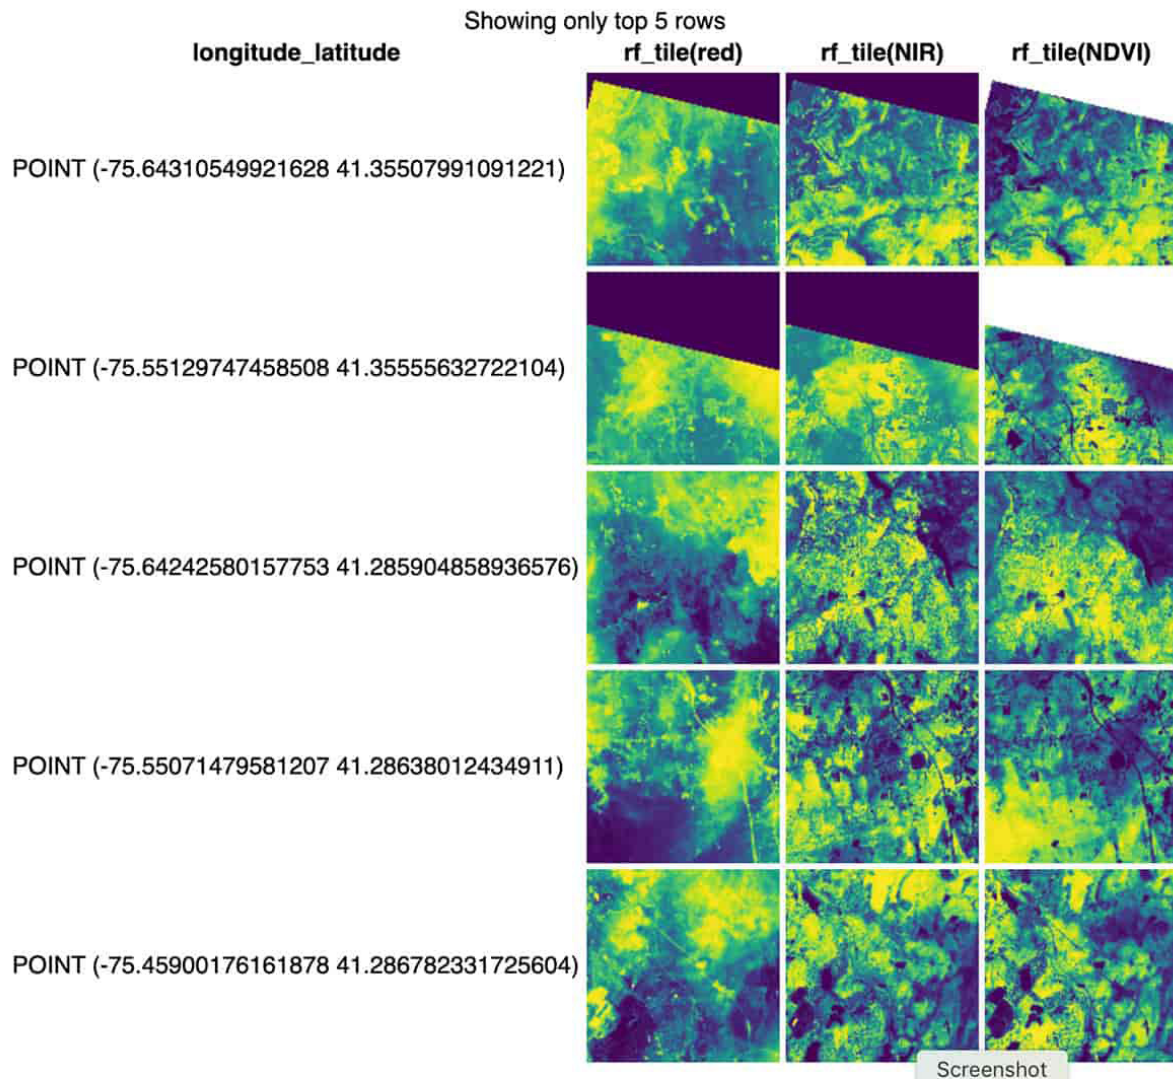 Showing only top 5 rows
longitude_latitude rf_tile(red) rf_tile(NIR) rf_tile(NDVI)
POINT (-75.64310549921628 41.35507991091221)
POINT (-75.55129747458508 41.35555632722104)
POINT (-75.64242580157753 41.285904858936576)
POINT (-75.55071479581207 41.28638012434911)
POINT (-75.45900176161878 41.286782331725604)
Screenshot